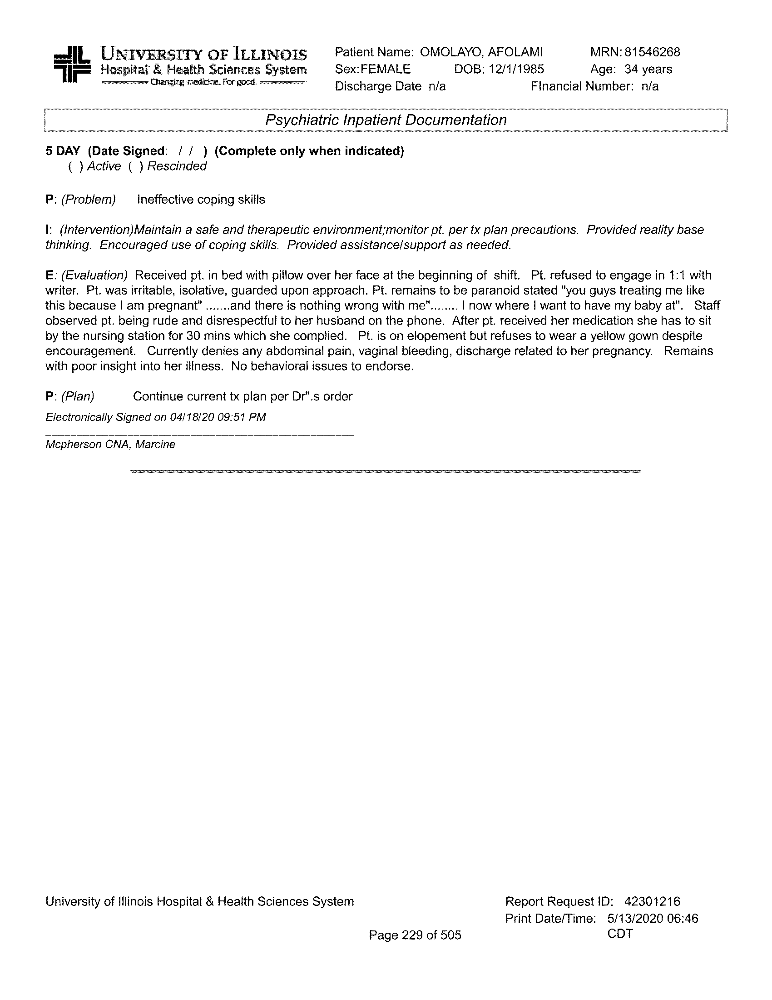 UNIVERSITY OF ILLINOIS
Hospital & Health Sciences System
Changing medicine. For good.
Patient Name: OMOLAYO, AFOLAMI MRN: 81546268
Sex: FEMALE DOB: 12/1/1985 Age: 34 years
Discharge Date n/a FInancial Number: n/a
Psychiatric Inpatient Documentation
5 DAY (Date Signed: / / ) (Complete only when indicated)
( ) Active ( ) Rescinded
P: (Problem) Ineffective coping skills
I: (Intervention)Maintain a safe and therapeutic environment;monitor pt. per tx plan precautions. Provided reality base
thinking. Encouraged use of coping skills. Provided assistance/support as needed.
E: (Evaluation) Received pt. in bed with pillow over her face at the beginning of shift. Pt. refused to engage in 1:1 with
writer. Pt. was irritable, isolative, guarded upon approach. Pt. remains to be paranoid stated "you guys treating me like
this because I am pregnant" .......and there is nothing wrong with me"........ I now where I want to have my baby at". Staff
observed pt. being rude and disrespectful to her husband on the phone. After pt. received her medication she has to sit
by the nursing station for 30 mins which she complied. Pt. is on elopement but refuses to wear a yellow gown despite
encouragement. Currently denies any abdominal pain, vaginal bleeding, discharge related to her pregnancy. Remains
with poor insight into her illness. No behavioral issues to endorse.
P: (Plan) Continue current tx plan per Dr".s order
Electronically Signed on 04/18/20 09:51 PM
Mcpherson CNA, Marcine
University of Illinois Hospital & Health Sciences System Report Request ID: 42301216
Print Date/Time: 5/13/2020 06:46
Page 229 of 505 CDT